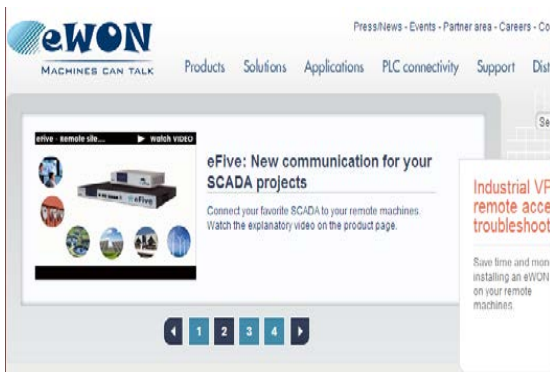 eWON
MACHINES CAN TALK
Press/News - Events - Partner area - Careers - Co
Products Solutions Applications PLC connectivity Support Dist
Se
efive - Remote site.... ▶ Watch VIDEO
eFive
eFive: New communication for your
SCADA projects
Connect your favorite SCADA to your remote machines.
Watch the explanatory video on the product page.
Industrial VP
remote acce
troubleshoot
Save time and mon
installing an eWON
on your remote
machines.
1 2 3 4